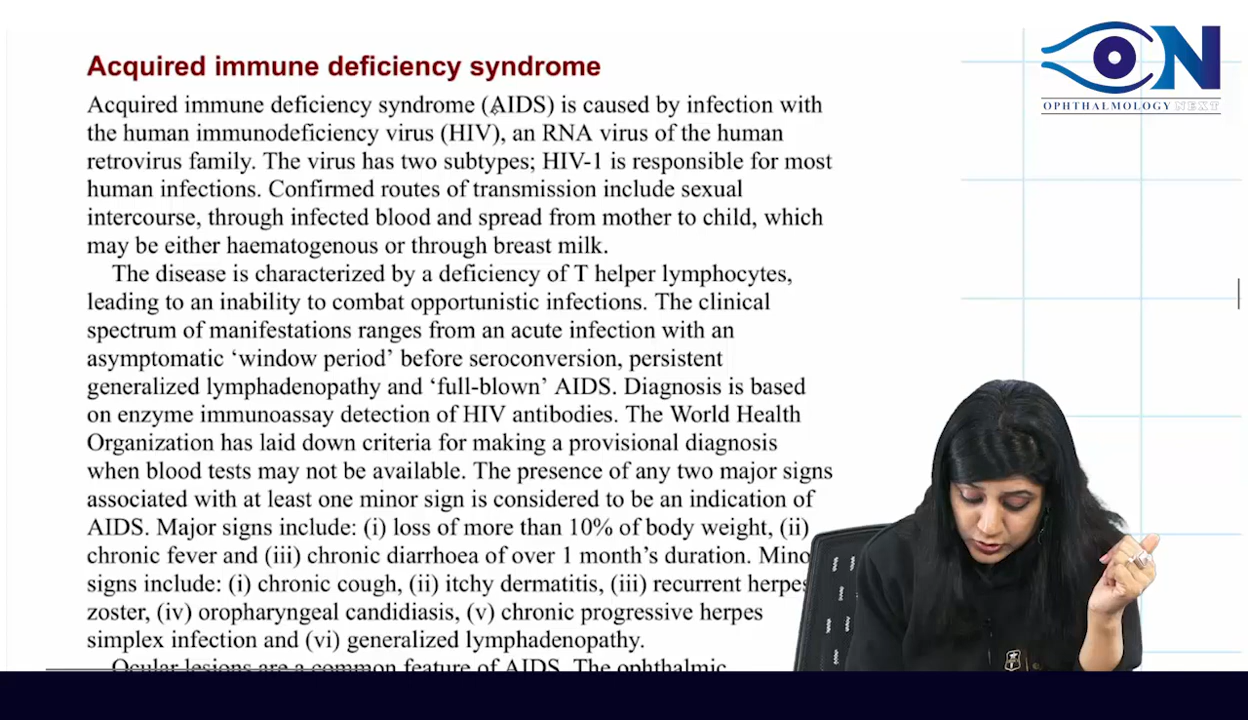 Acquired immune deficiency syndrome
Acquired immune deficiency syndrome (AIDS) is caused by infection with
the human immunodeficiency virus (HIV), an RNA virus of the human
retrovirus family. The virus has two subtypes; HIV-1 is responsible for most
human infections. Confirmed routes of transmission include sexual
intercourse, through infected blood and spread from mother to child, which
may be either haematogenous or through breast milk.
The disease is characterized by a deficiency of T helper lymphocytes,
leading to an inability to combat opportunistic infections. The clinical
spectrum of manifestations ranges from an acute infection with an
asymptomatic ‘window period’ before seroconversion, persistent
generalized lymphadenopathy and ‘full-blown’ AIDS. Diagnosis is based
on enzyme immunoassay detection of HIV antibodies. The World Health
Organization has laid down criteria for making a provisional diagnosis
when blood tests may not be available. The presence of any two major signs
associated with at least one minor sign is considered to be an indication of
AIDS. Major signs include: (i) loss of more than 10% of body weight, (ii)
chronic fever and (iii) chronic diarrhoea of over 1 month’s duration. Mino
signs include: (i) chronic cough, (ii) itchy dermatitis, (iii) recurrent herpes
zoster, (iv) oropharyngeal candidiasis, (v) chronic progressive herpes
simplex infection and (vi) generalized lymphadenopathy.
Ocular lesions are a common feature of AIDS. The ophthalmic
ON
OPHTHALMOLOGY NEXT